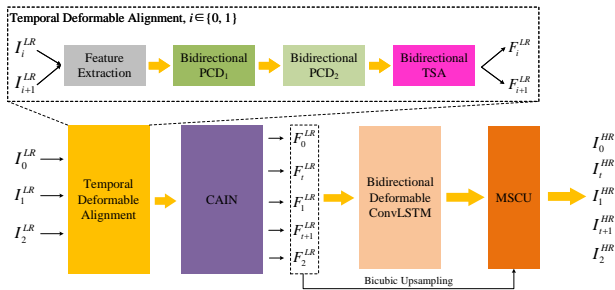 Temporal Deformable Alignment, i∈{0, 1}
I_i^{LR}
I_{i+1}^{LR}
Feature
Extraction
Bidirectional
PCD₁
Bidirectional
PCD₂
Bidirectional
TSA
F_i^{LR}
F_{i+1}^{LR}
I_0^{LR}
I_1^{LR}
I_2^{LR}
Temporal
Deformable
Alignment
CAIN
F_0^{LR}
F_t^{LR}
F_1^{LR}
F_{t+1}^{LR}
F_2^{LR}
Bidirectional
Deformable
ConvLSTM
MSCU
I_0^{HR}
I_t^{HR}
I_1^{HR}
I_{t+1}^{HR}
I_2^{HR}
Bicubic Upsampling